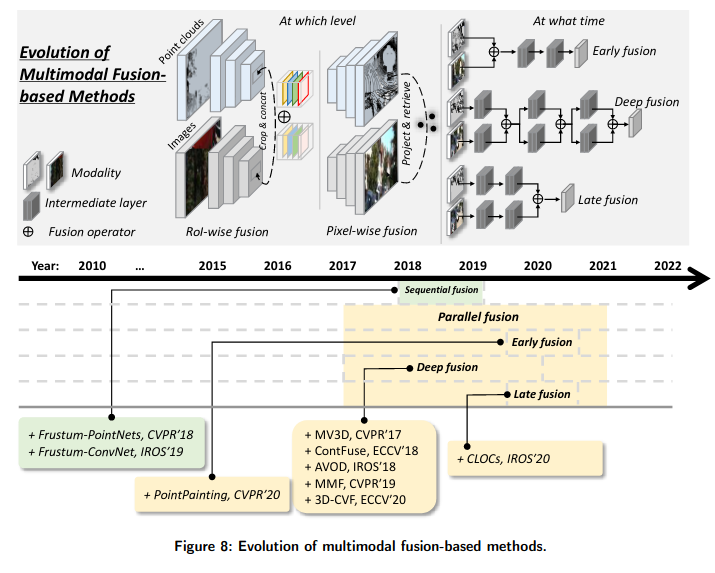 Evolution of
Multimodal Fusion-
based Methods
At which level
At what time
Point clouds
Images
Crop & concat
Project & retrieve
Early fusion
Deep fusion
Late fusion
Modality
Intermediate layer
Fusion operator
RoI-wise fusion
Pixel-wise fusion
Year: 2010 ... 2015 2016 2017 2018 2019 2020 2021 2022
Sequential fusion
Parallel fusion
Early fusion
Deep fusion
Late fusion
+ Frustum-PointNets, CVPR’18
+ Frustum-ConvNet, IROS’19
+ PointPainting, CVPR’20
+ MV3D, CVPR’17
+ ContFuse, ECCV’18
+ AVOD, IROS’18
+ MMF, CVPR’19
+ 3D-CVF, ECCV’20
+ CLOCs, IROS’20
Figure 8: Evolution of multimodal fusion-based methods.